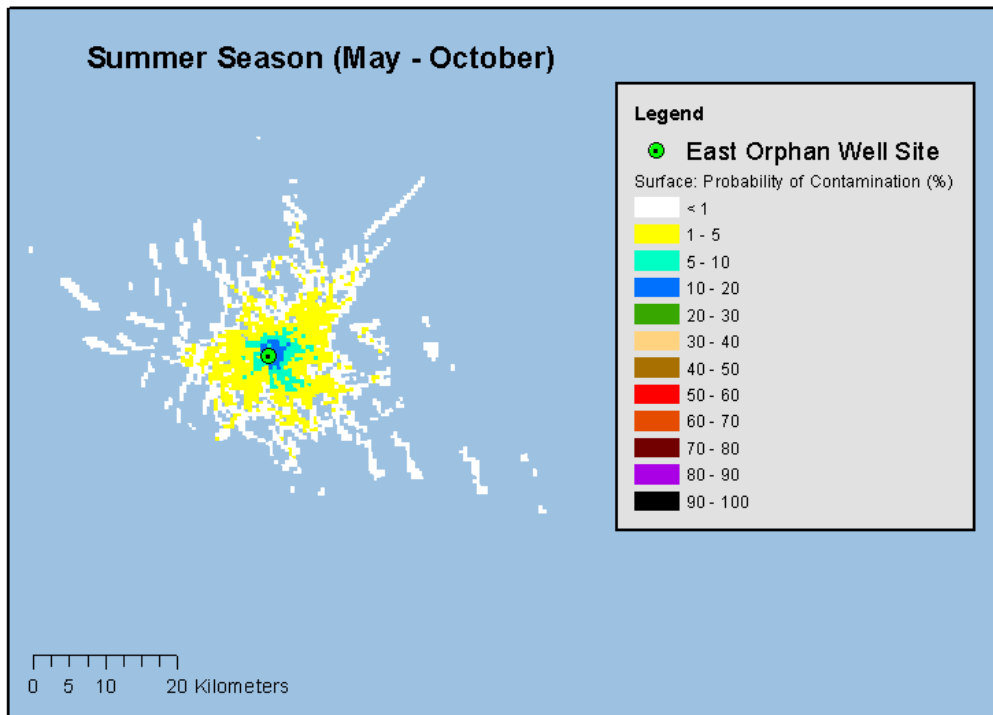 Summer Season (May - October)
Legend
East Orphan Well Site
Surface: Probability of Contamination (%)
< 1
1 - 5
5 - 10
10 - 20
20 - 30
30 - 40
40 - 50
50 - 60
60 - 70
70 - 80
80 - 90
90 - 100
0 5 10 20 Kilometers